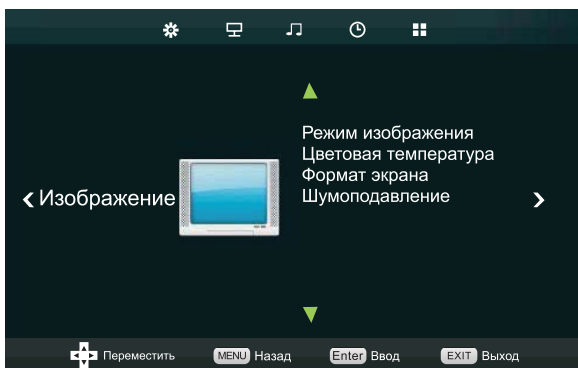 Режим изображения
Цветовая температура
Формат экрана
Шумоподавление
Изображение
Переместить MENU Назад Enter Ввод EXIT Выход